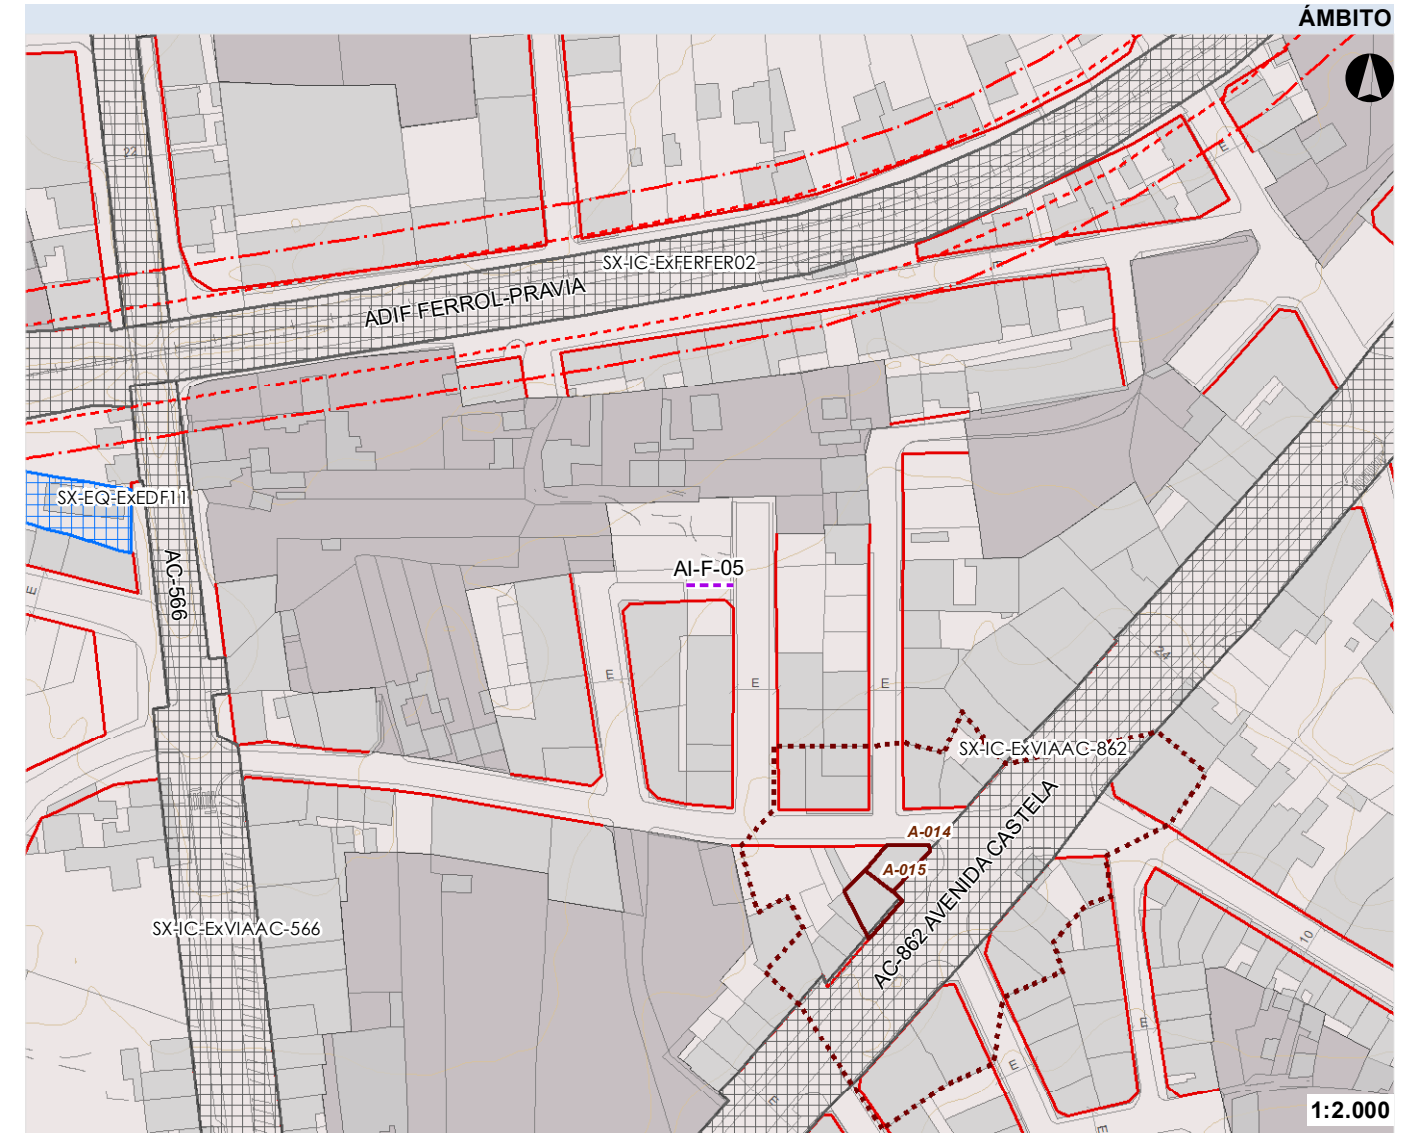 ÁMBITO
22
E
SX-IC-ExFERFER02
F
ADIF FERROL-PRAVIA
SX-EQ-ExEDF11
AC-566
E
AI-F-05
E
E
E
24
SX-IC-ExVIAAC-862
A-014
A-015
AC-862 AVENIDA CASTELA
SX-IC-ExVIAAC-566
10
E
E
E
E
1:2.000